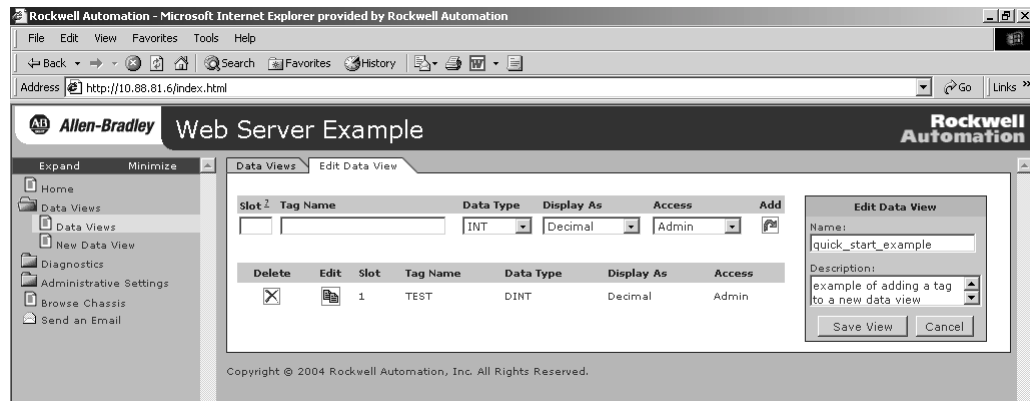 Rockwell Automation - Microsoft Internet Explorer provided by Rockwell Automation
File Edit View Favorites Tools Help
Back Search Favorites History
Address http://10.88.81.6/index.html Go Links »
AB Allen-Bradley Web Server Example Rockwell Automation
Expand Minimize
Home
Data Views
Data Views
New Data View
Diagnostics
Administrative Settings
Browse Chassis
Send an Email
Data Views Edit Data View
Slot ? Tag Name Data Type Display As Access Add
INT Decimal Admin
Delete Edit Slot Tag Name Data Type Display As Access
1 TEST DINT Decimal Admin
Edit Data View
Name:
quick_start_example
Description:
example of adding a tag
to a new data view
Save View Cancel
Copyright © 2004 Rockwell Automation, Inc. All Rights Reserved.